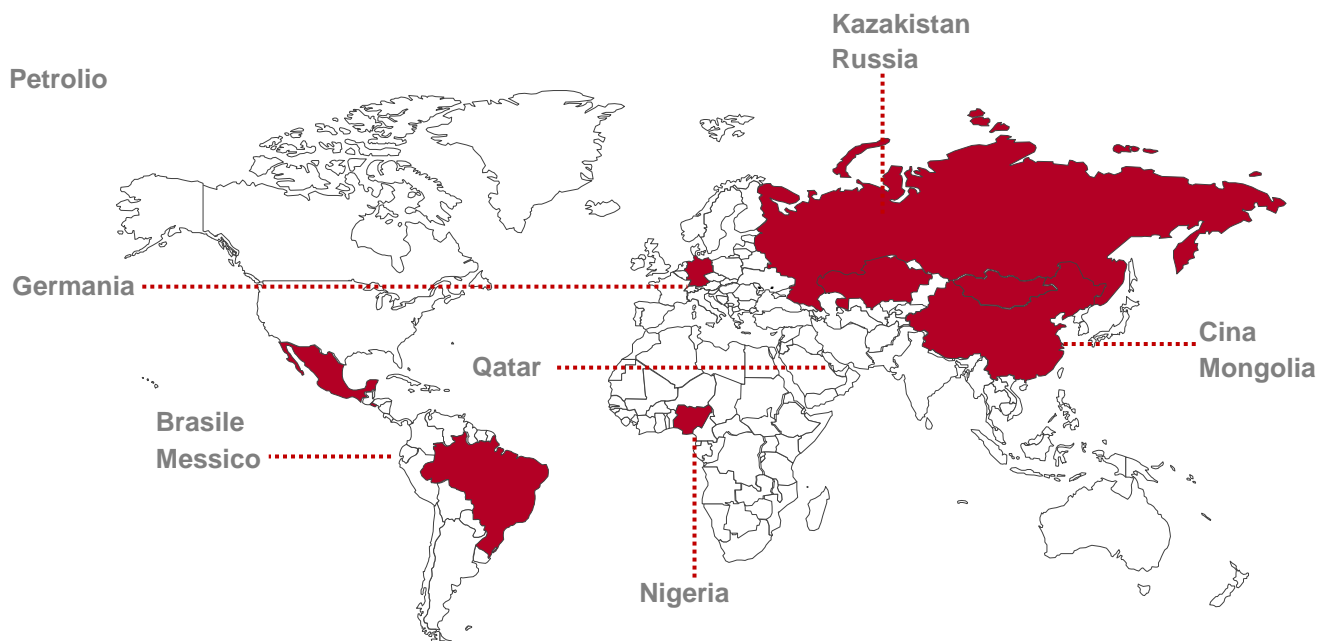 Kazakistan
Russia
Petrolio
Germania
Cina
Mongolia
Qatar
Brasile
Messico
Nigeria